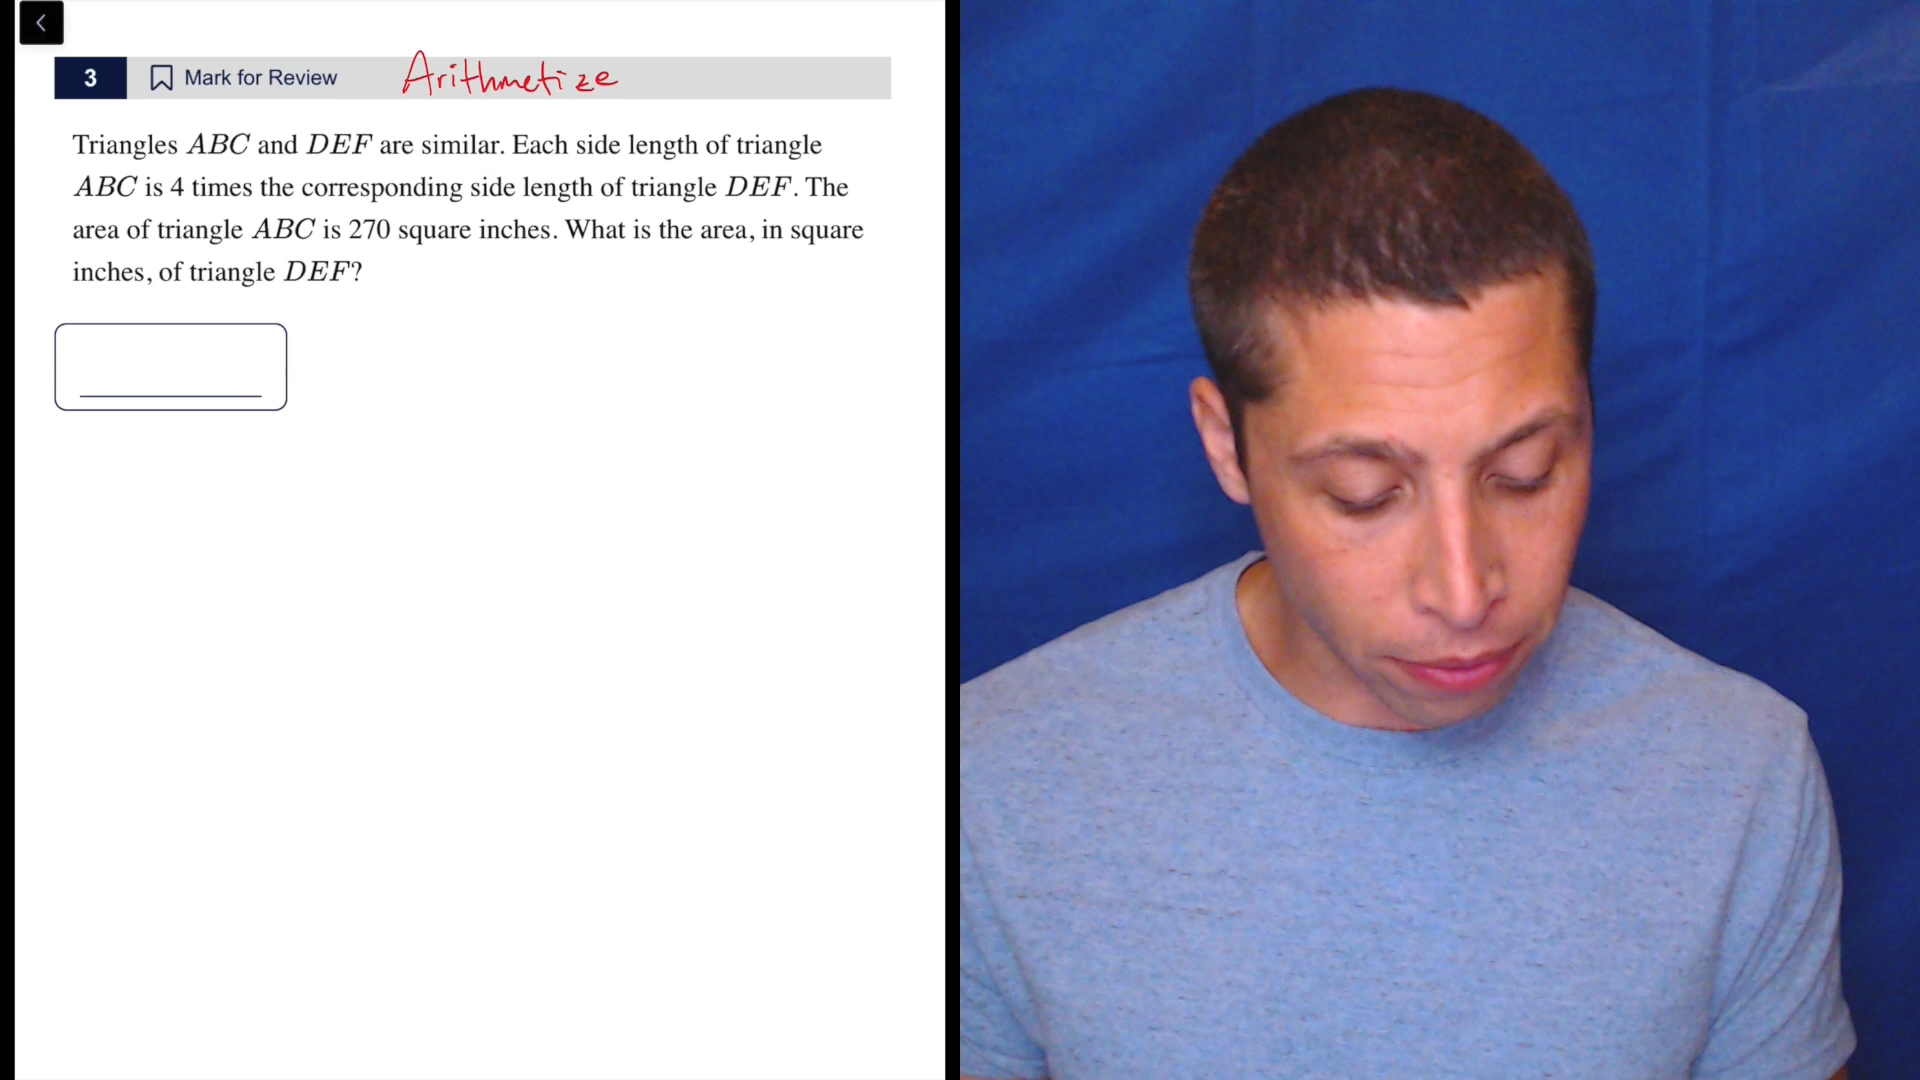 3 Mark for Review Arithmetize
Triangles ABC and DEF are similar. Each side length of triangle
ABC is 4 times the corresponding side length of triangle DEF. The
area of triangle ABC is 270 square inches. What is the area, in square
inches, of triangle DEF?